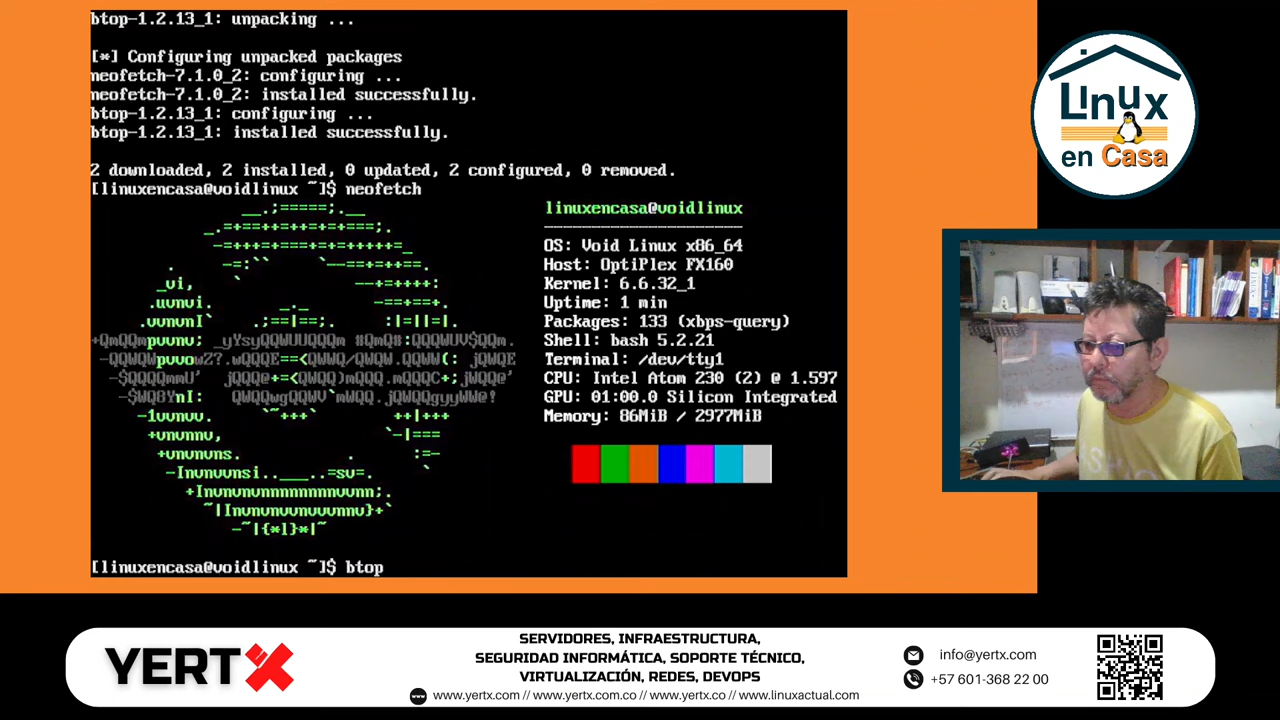 btop-1.2.13_1: unpacking ...
[*] Configuring unpacked packages
neofetch-7.1.0_2: configuring ...
neofetch-7.1.0_2: installed successfully.
btop-1.2.13_1: configuring ...
btop-1.2.13_1: installed successfully.
2 downloaded, 2 installed, 0 updated, 2 configured, 0 removed.
[linuxencasa@voidlinux ~]$ neofetch
linuxencasa@voidlinux
---------------------
OS: Void Linux x86_64
Host: OptiPlex FX160
Kernel: 6.6.32_1
Uptime: 1 min
Packages: 133 (xbps-query)
Shell: bash 5.2.21
Terminal: /dev/tty1
CPU: Intel Atom 230 (2) @ 1.597
GPU: 01:00.0 Silicon Integrated
Memory: 86MiB / 2977MiB
[linuxencasa@voidlinux ~]$ btop
Linux
en Casa
YERTX
SERVIDORES, INFRAESTRUCTURA,
SEGURIDAD INFORMÁTICA, SOPORTE TÉCNICO,
VIRTUALIZACIÓN, REDES, DEVOPS
www.yertx.com // www.yertx.com.co // www.yertx.co // www.linuxactual.com
info@yertx.com
+57 601-368 22 00